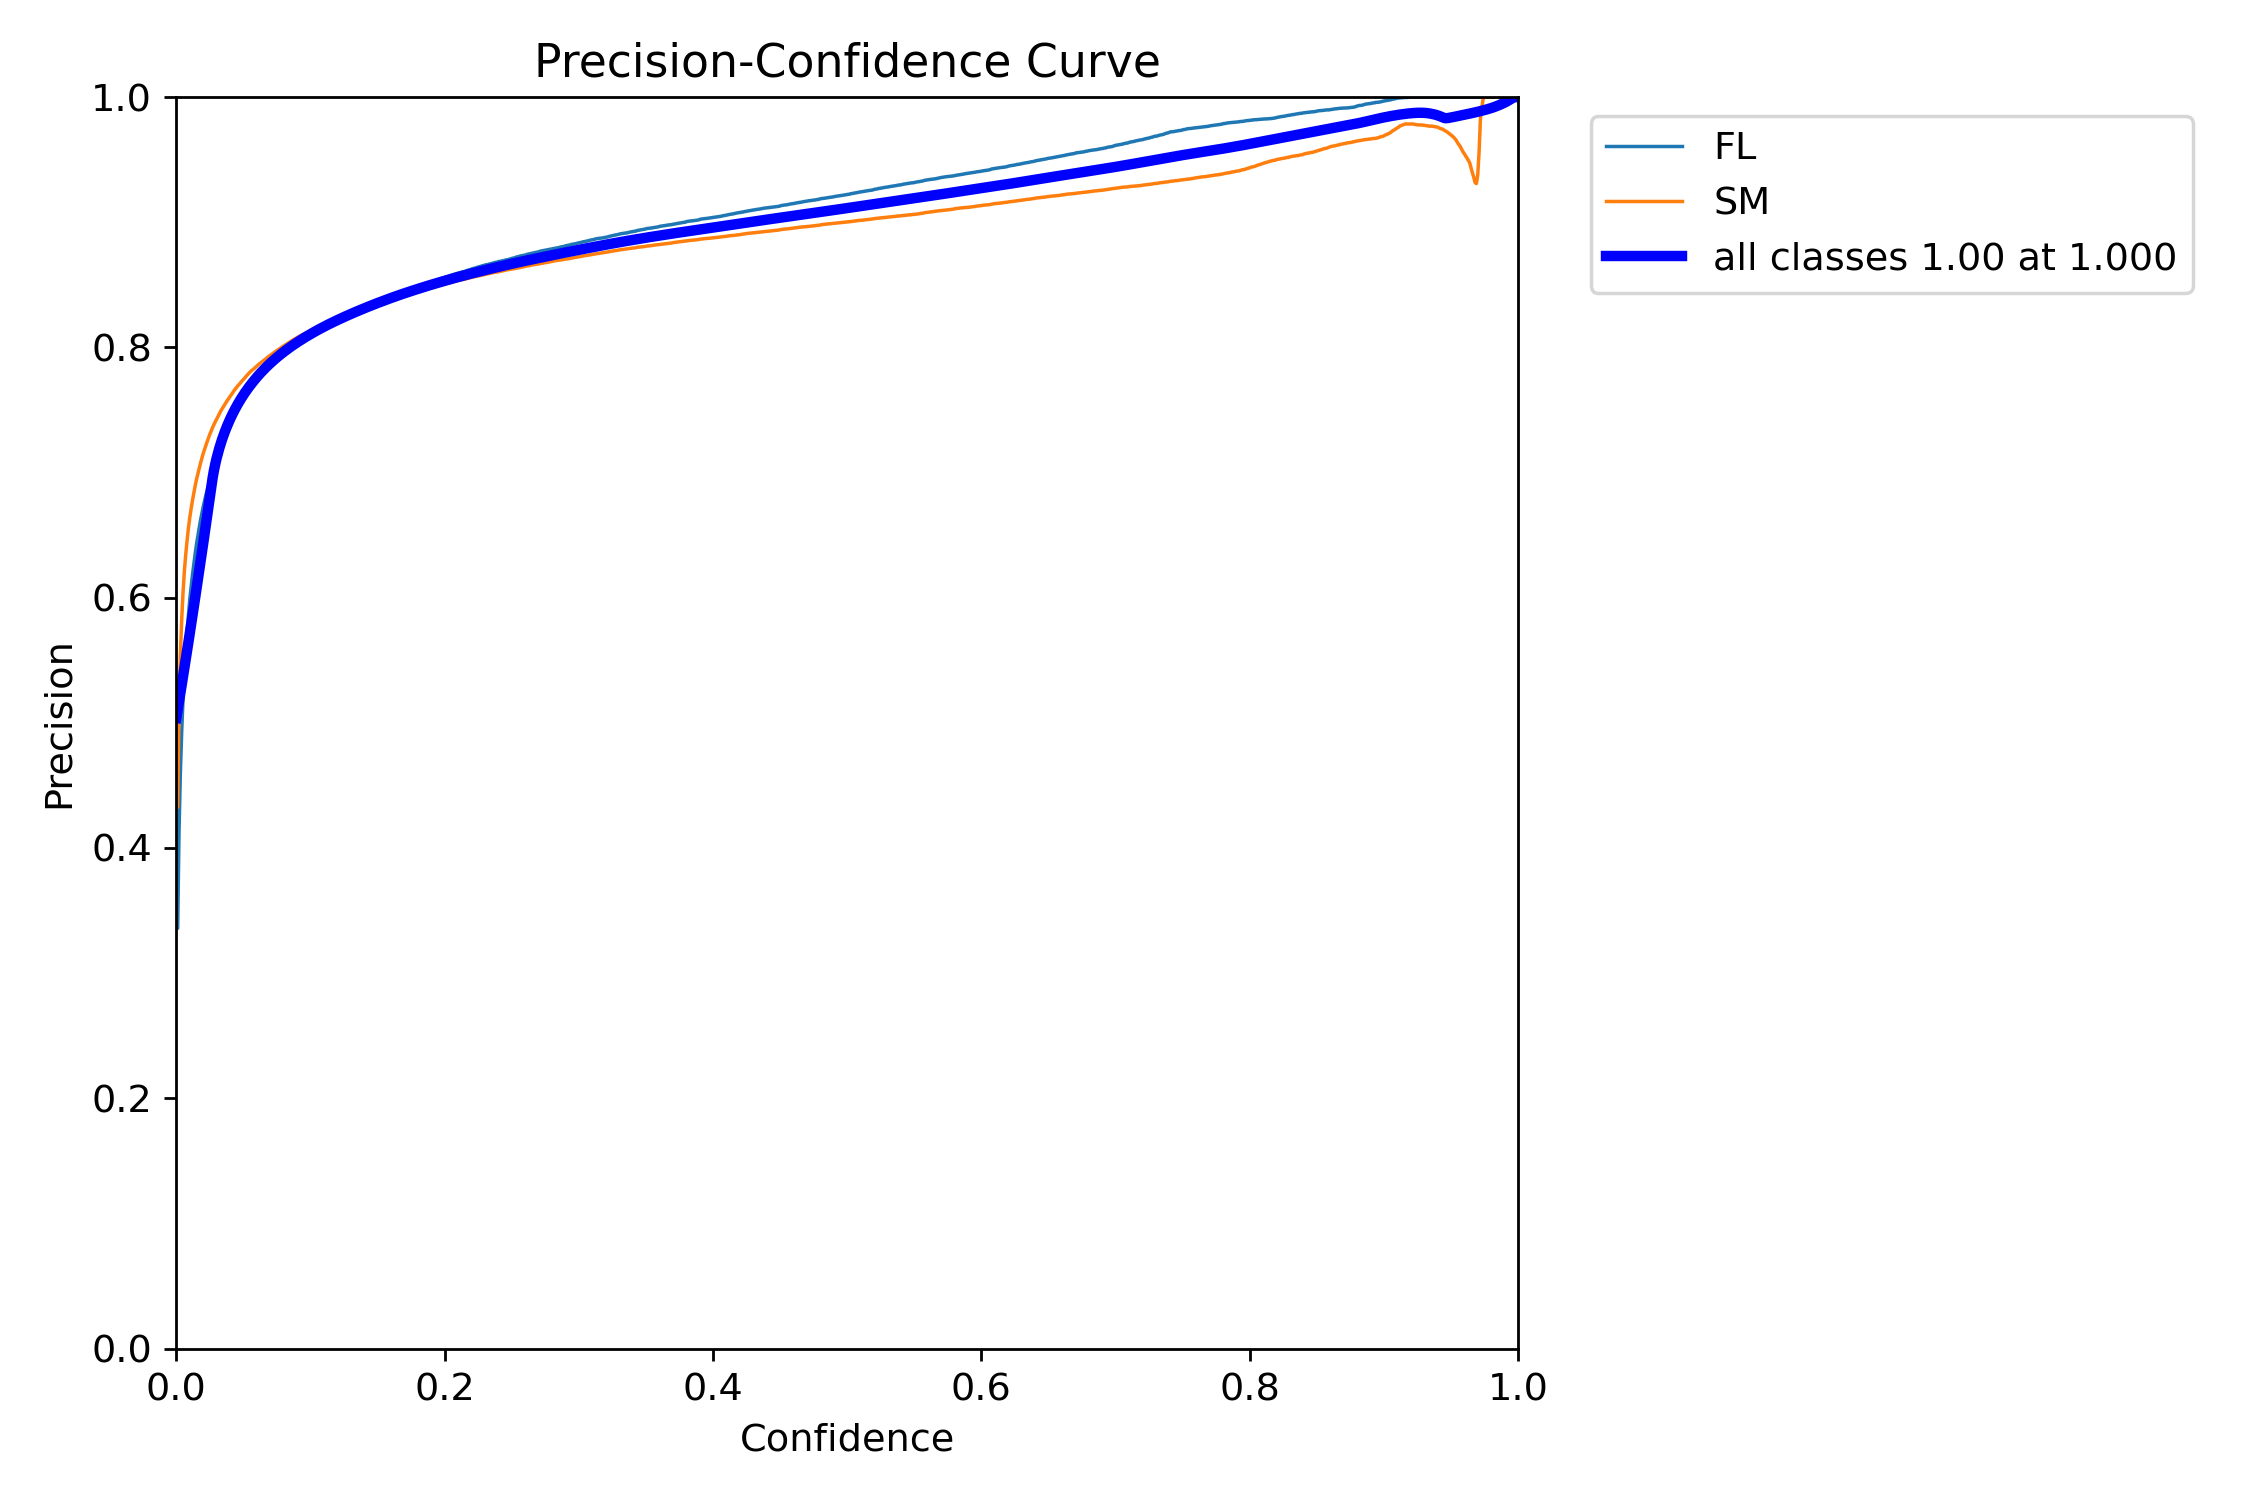 Precision-Confidence Curve
1.0
0.8
0.6
0.4
0.2
0.0
Precision
0.0 0.2 0.4 0.6 0.8 1.0
Confidence
FL
SM
all classes 1.00 at 1.000